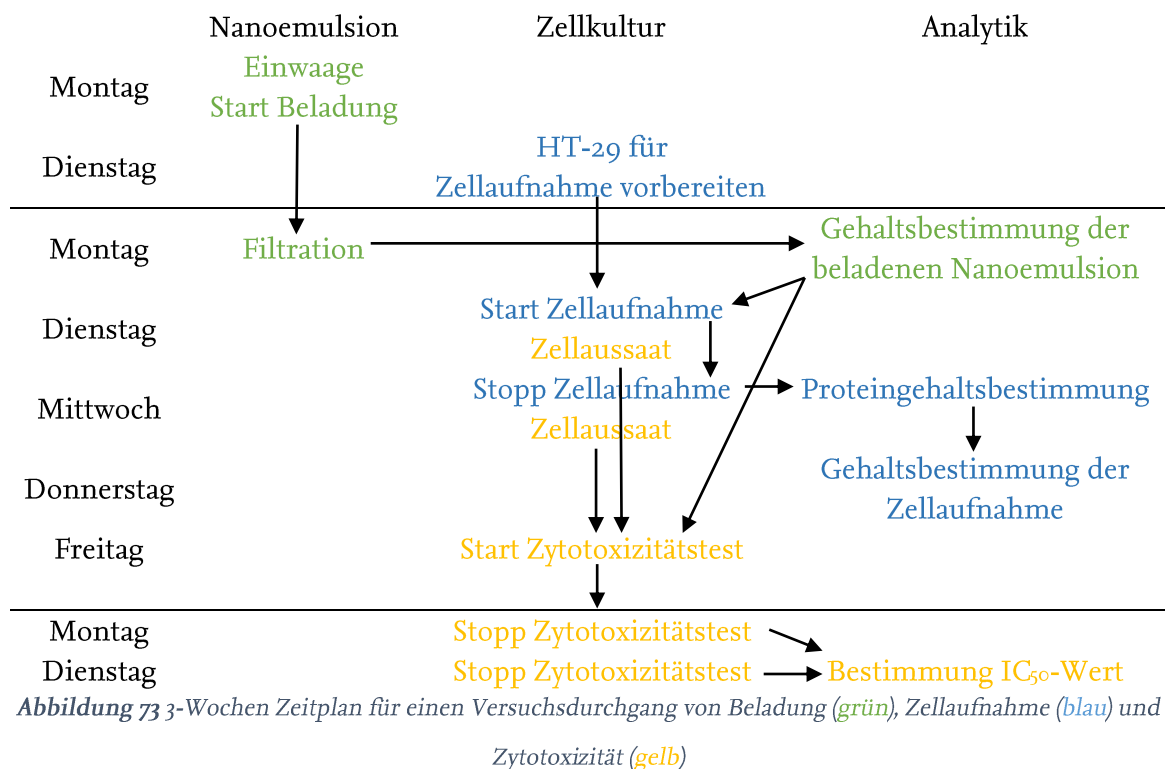 Nanoemulsion Zellkultur Analytik
Montag
Einwaage
Start Beladung
Dienstag
HT-29 für
Zellaufnahme vorbereiten
Montag
Filtration
Gehaltsbestimmung der
beladenen Nanoemulsion
Dienstag
Start Zellaufnahme
Zellaussaat
Mittwoch
Stopp Zellaufnahme
Zellaussaat
Proteingehaltsbestimmung
Donnerstag
Gehaltsbestimmung der
Zellaufnahme
Freitag
Start Zytotoxizitätstest
Montag
Stopp Zytotoxizitätstest
Dienstag
Stopp Zytotoxizitätstest
Bestimmung IC₅₀-Wert
Abbildung 73 3-Wochen Zeitplan für einen Versuchsdurchgang von Beladung (grün), Zellaufnahme (blau) und
Zytotoxizität (gelb)